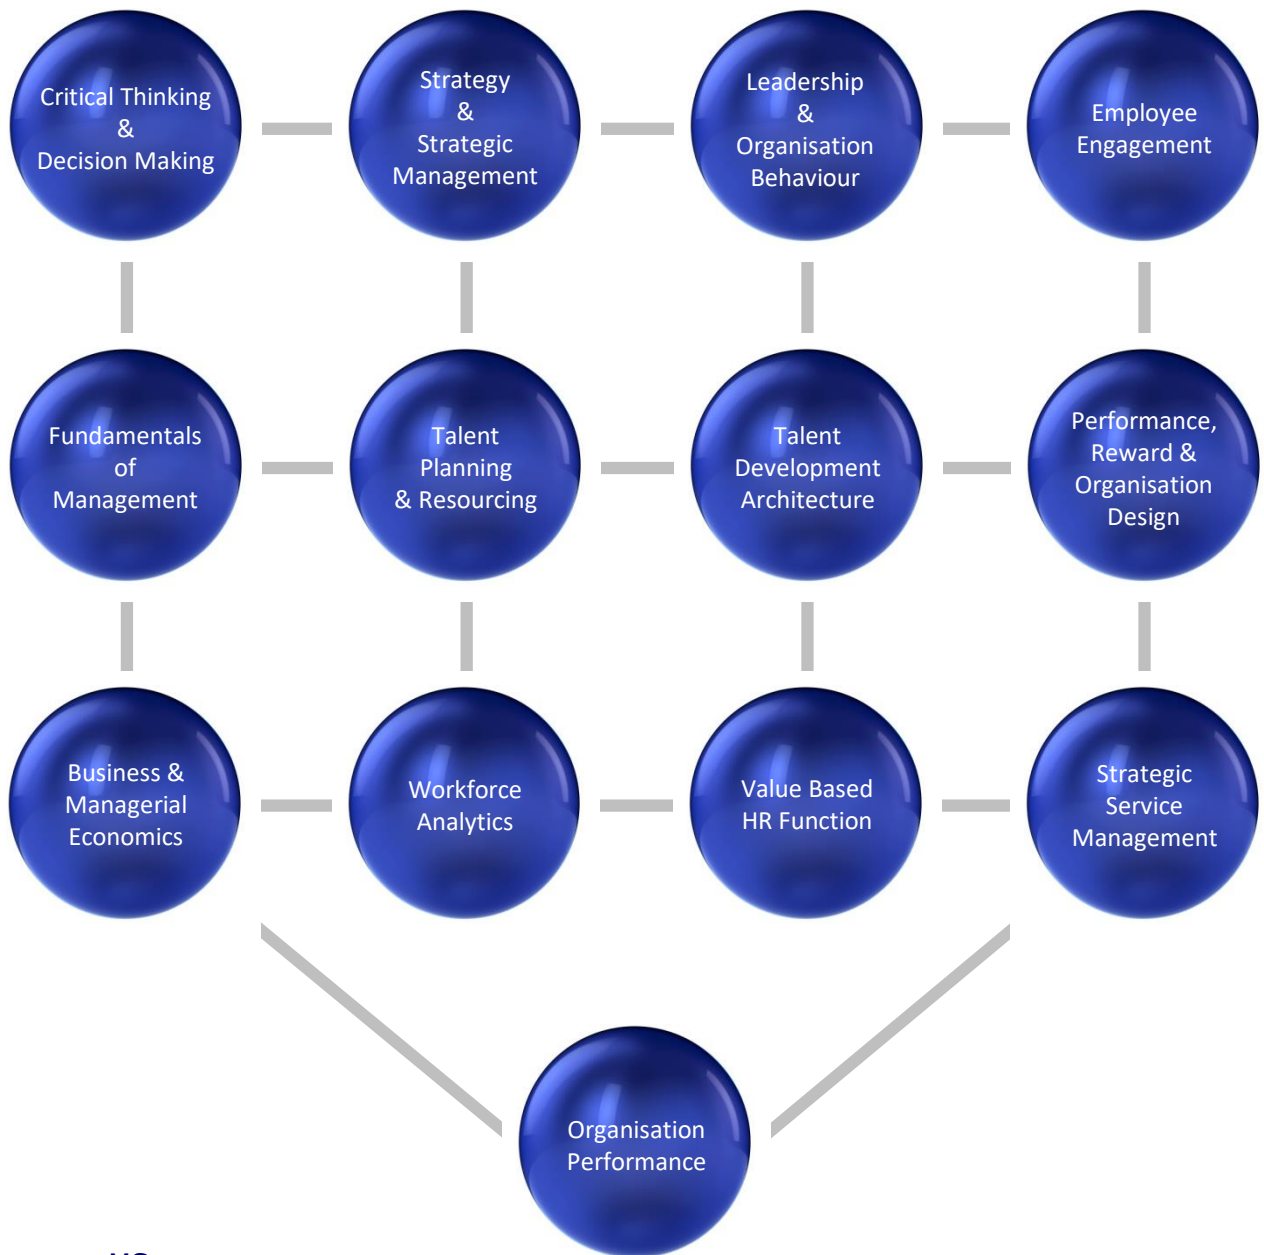 Critical Thinking
&
Decision Making
Strategy
&
Strategic
Management
Leadership
&
Organisation
Behaviour
Employee
Engagement
Fundamentals
of
Management
Talent
Planning
& Resourcing
Talent
Development
Architecture
Performance,
Reward &
Organisation
Design
Business &
Managerial
Economics
Workforce
Analytics
Value Based
HR Function
Strategic
Service
Management
Organisation
Performance